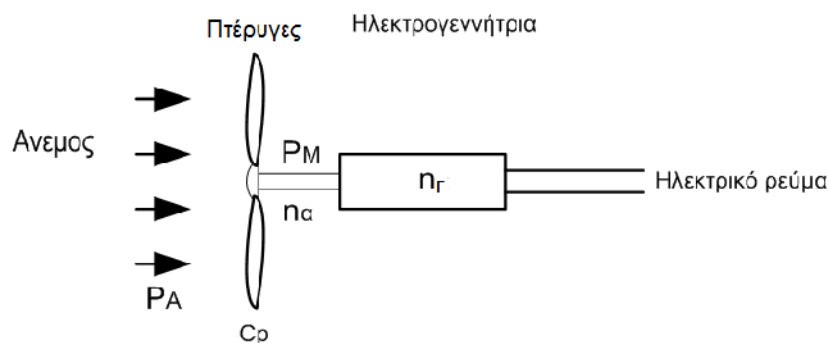 Πτέρυγες
Ηλεκτρογεννήτρια
Ανεμος
PM
nΓ
nα
Ηλεκτρικό ρεύμα
PA
Cp